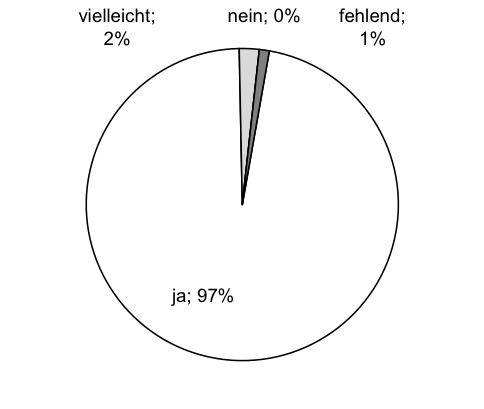 vielleicht;
2%
nein; 0%
fehlend;
1%
ja; 97%